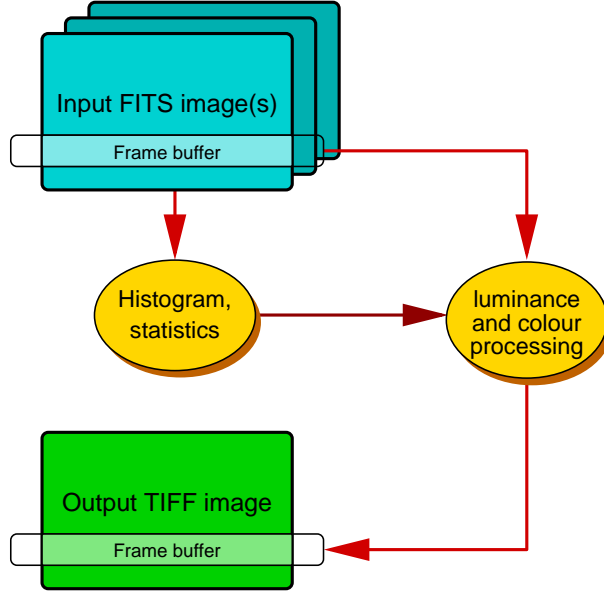 Input FITS image(s)
Frame buffer
Histogram,
statistics
luminance
and colour
processing
Output TIFF image
Frame buffer